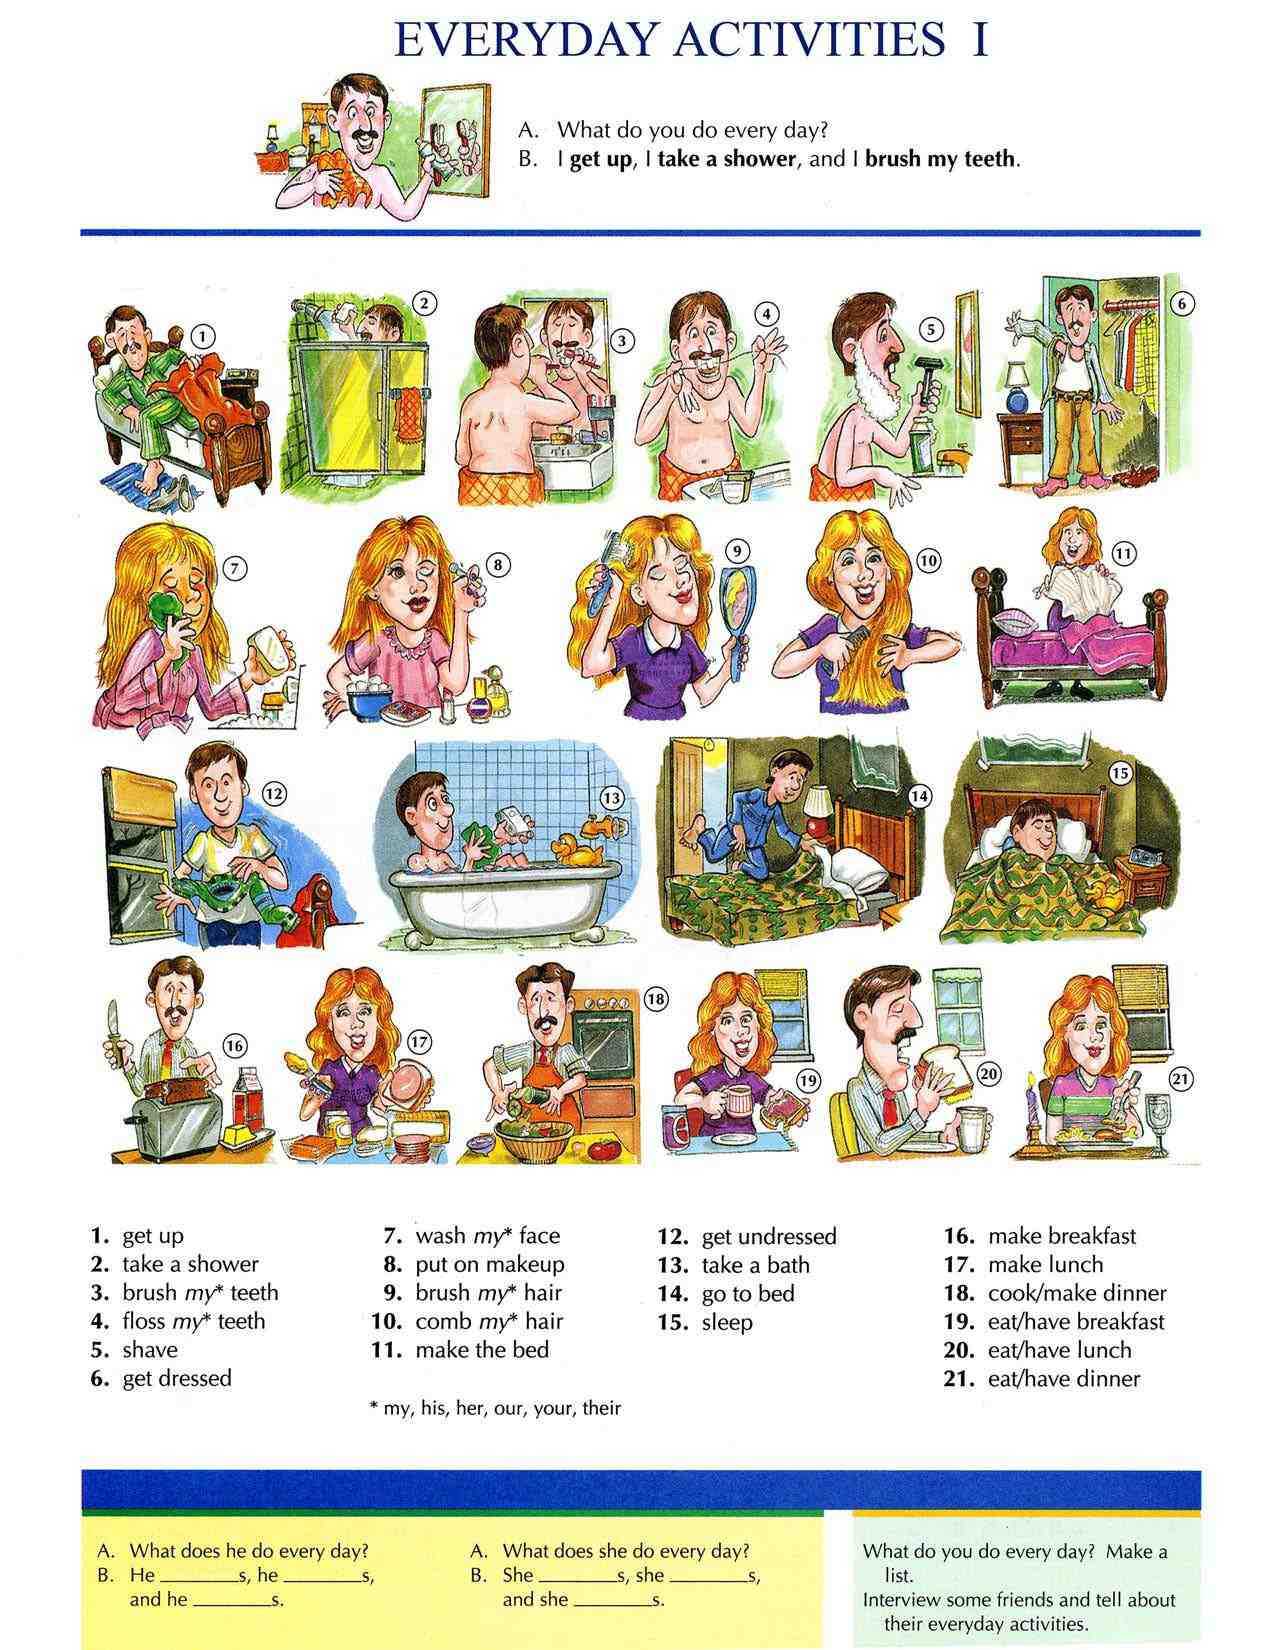 EVERYDAY ACTIVITIES I
A. What do you do every day?
B. I get up, I take a shower, and I brush my teeth.
1
2
3
4
5
6
7
8
9
10
11
12
13
14
15
16
17
18
19
20
21
1. get up
2. take a shower
3. brush my* teeth
4. floss my* teeth
5. shave
6. get dressed
7. wash my* face
8. put on makeup
9. brush my* hair
10. comb my* hair
11. make the bed
* my, his, her, our, your, their
12. get undressed
13. take a bath
14. go to bed
15. sleep
16. make breakfast
17. make lunch
18. cook/make dinner
19. eat/have breakfast
20. eat/have lunch
21. eat/have dinner
A. What does he do every day?
B. He ________s, he ________s,
and he ________s.
A. What does she do every day?
B. She ________s, she ________s,
and she ________s.
What do you do every day? Make a
list.
Interview some friends and tell about
their everyday activities.